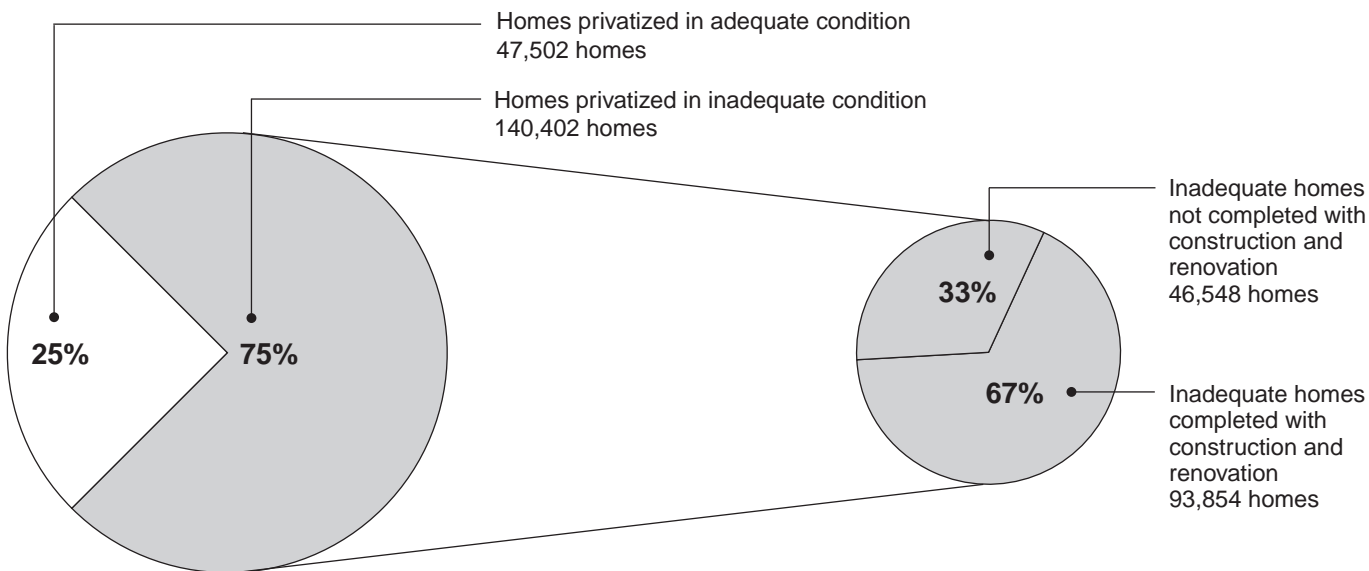 Homes privatized in adequate condition
47,502 homes
Homes privatized in inadequate condition
140,402 homes
25%
75%
Inadequate homes
not completed with
construction and
renovation
46,548 homes
33%
67%
Inadequate homes
completed with
construction and
renovation
93,854 homes